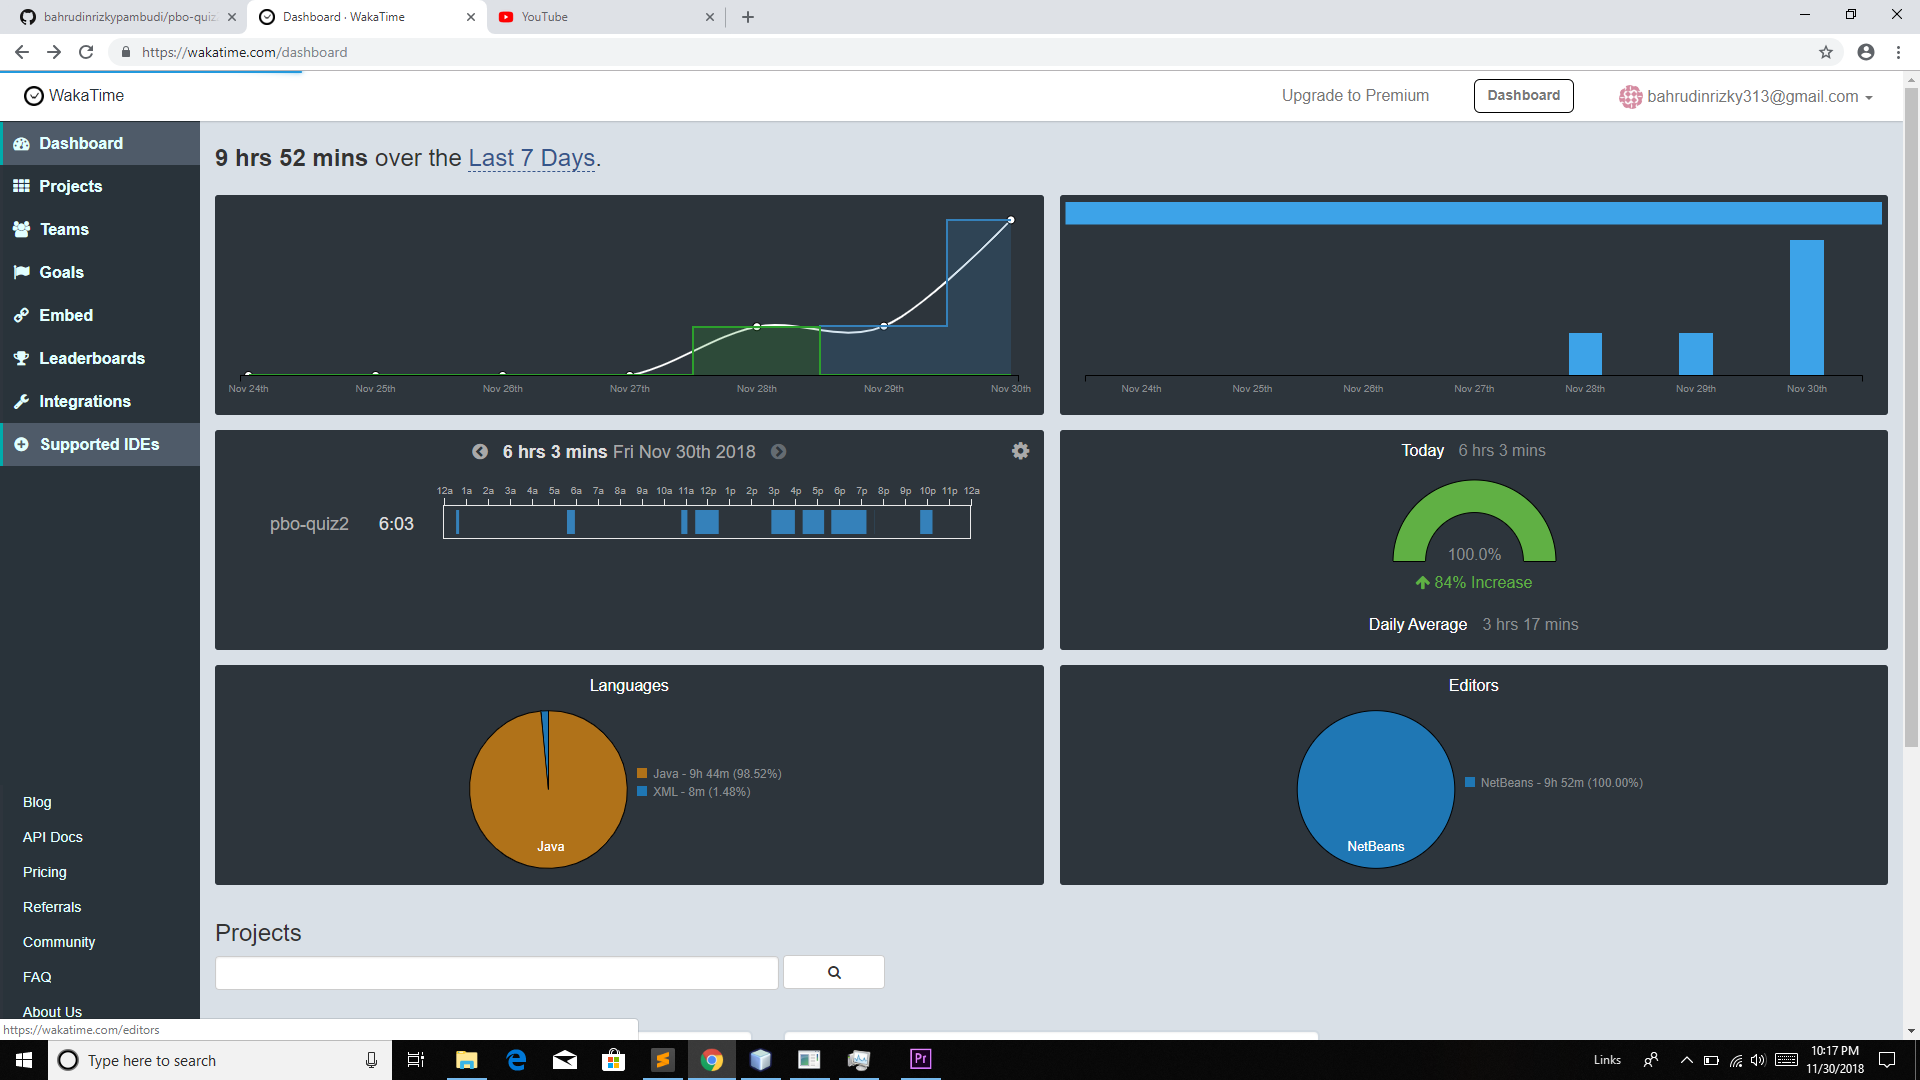 bahrudinrizkypambudi/pbo-quiz
Dashboard · WakaTime
YouTube
https://wakatime.com/dashboard
WakaTime
Upgrade to Premium
Dashboard
bahrudinrizky313@gmail.com
Dashboard
Projects
Teams
Goals
Embed
Leaderboards
Integrations
Supported IDEs
9 hrs 52 mins over the Last 7 Days.
Nov 24th Nov 25th Nov 26th Nov 27th Nov 28th Nov 29th Nov 30th
Nov 24th Nov 25th Nov 26th Nov 27th Nov 28th Nov 29th Nov 30th
6 hrs 3 mins Fri Nov 30th 2018
12a 1a 2a 3a 4a 5a 6a 7a 8a 9a 10a 11a 12p 1p 2p 3p 4p 5p 6p 7p 8p 9p 10p 11p 12a
pbo-quiz2 6:03
Today 6 hrs 3 mins
100.0%
84% Increase
Daily Average 3 hrs 17 mins
Languages
Java - 9h 44m (98.52%)
XML - 8m (1.48%)
Java
Editors
NetBeans - 9h 52m (100.00%)
NetBeans
Projects
Blog
API Docs
Pricing
Referrals
Community
FAQ
About Us
https://wakatime.com/editors
Type here to search
Pr
Links
10:17 PM
11/30/2018